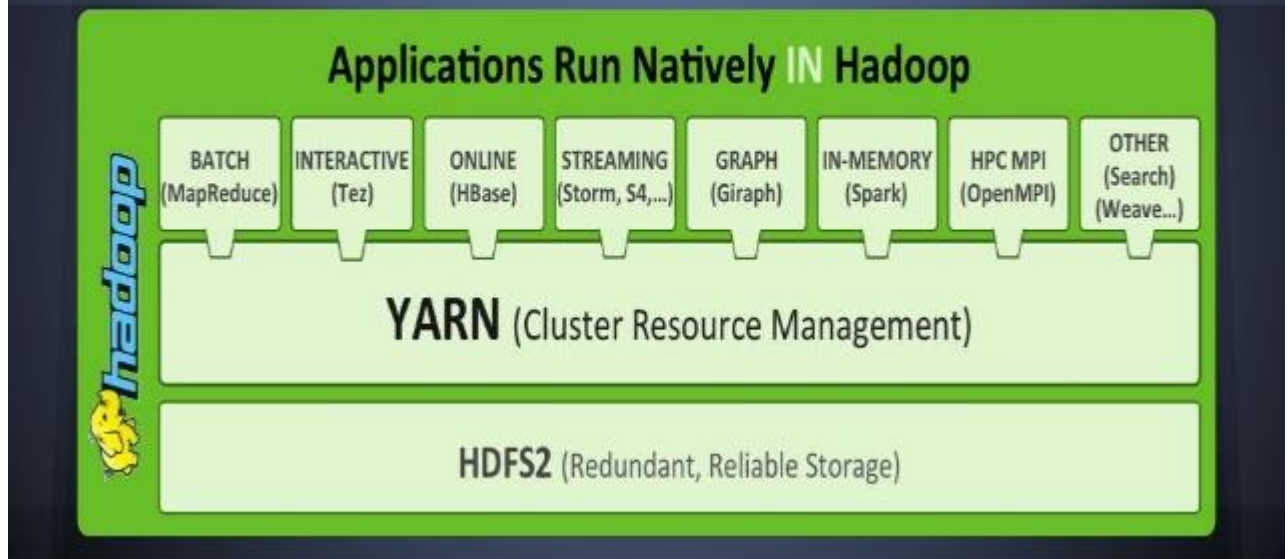 Applications Run Natively IN Hadoop
hadoop
BATCH
(MapReduce)
INTERACTIVE
(Tez)
ONLINE
(HBase)
STREAMING
(Storm, S4,...)
GRAPH
(Giraph)
IN-MEMORY
(Spark)
HPC MPI
(OpenMPI)
OTHER
(Search)
(Weave...)
YARN (Cluster Resource Management)
HDFS2 (Redundant, Reliable Storage)